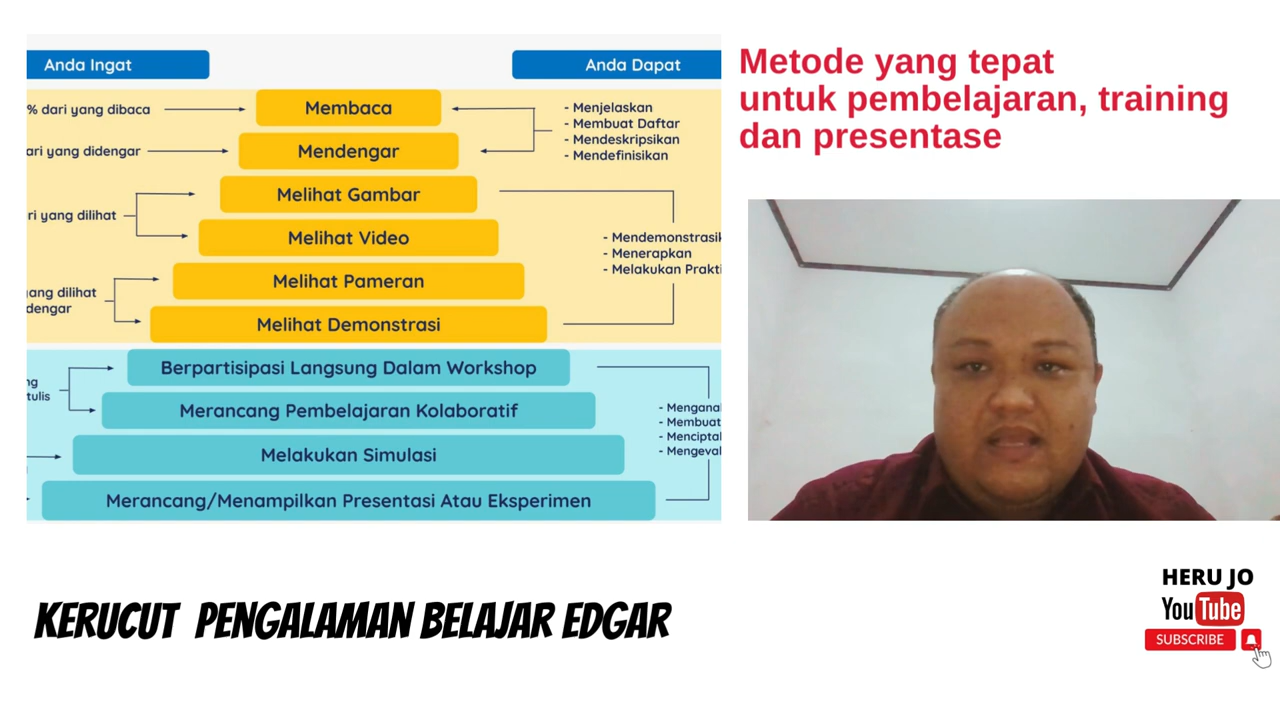 Anda Ingat
Anda Dapat
% dari yang dibaca
Membaca
- Menjelaskan
- Membuat Daftar
- Mendeskripsikan
- Mendefinisikan
ari yang didengar
Mendengar
Melihat Gambar
ri yang dilihat
Melihat Video
- Mendemonstrasik
- Menerapkan
- Melakukan Prakti
Melihat Pameran
yang dilihat
dengar
Melihat Demonstrasi
Berpartisipasi Langsung Dalam Workshop
ng
tulis
Merancang Pembelajaran Kolaboratif
- Menganal
- Membuat
- Menciptak
- Mengeval
Melakukan Simulasi
Merancang/Menampilkan Presentasi Atau Eksperimen
Metode yang tepat
untuk pembelajaran, training
dan presentase
KERUCUT PENGALAMAN BELAJAR EDGAR
HERU JO
YouTube
SUBSCRIBE